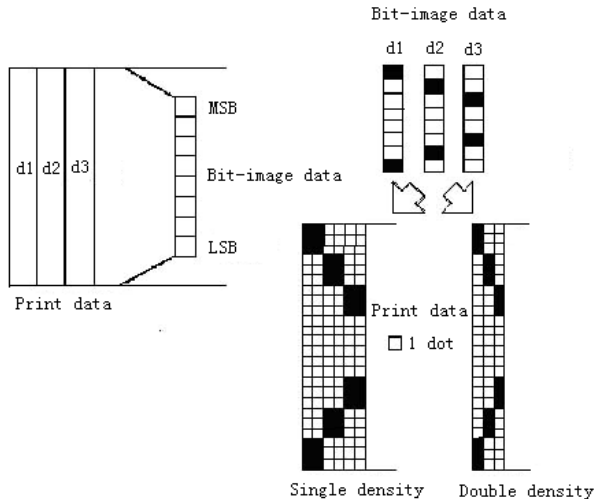 Bit-image data
d1 d2 d3
MSB
d1 d2 d3
Bit-image data
LSB
Print data
Print data
1 dot
Single density
Double density